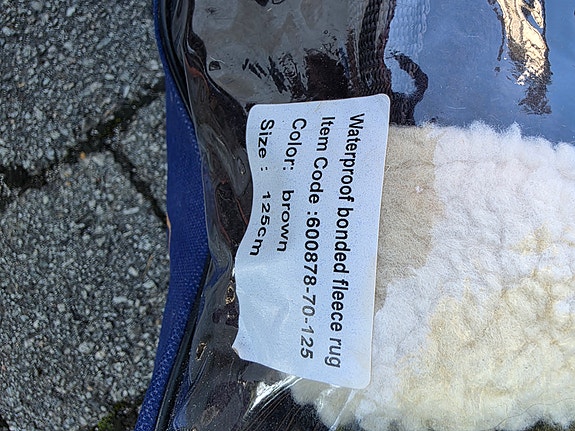 Waterproof bonded fleece rug
Item Code :600878-70-125
Color: brown
Size : 125cm